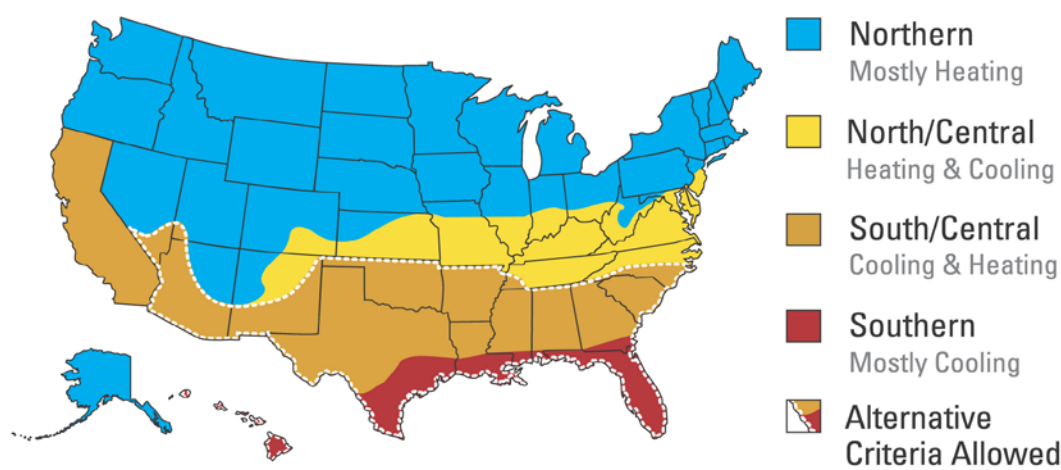 Northern
Mostly Heating
North/Central
Heating & Cooling
South/Central
Cooling & Heating
Southern
Mostly Cooling
Alternative
Criteria Allowed